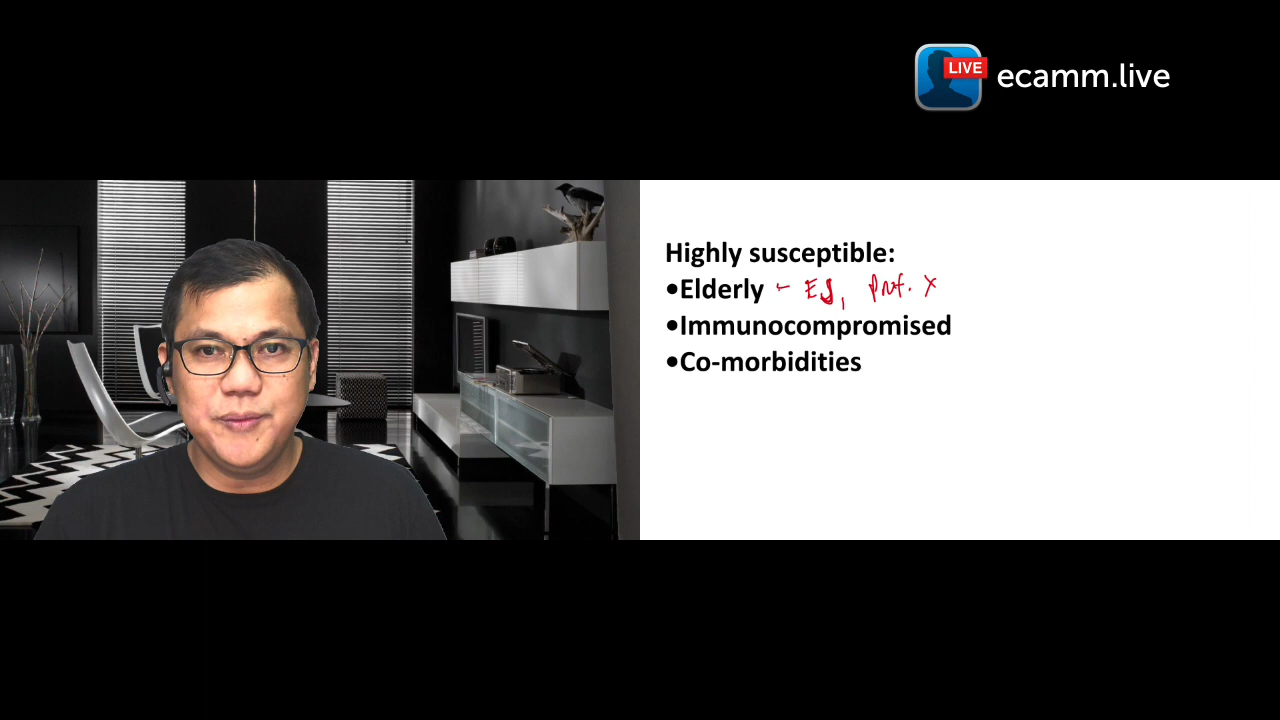 LIVE ecamm.live
Highly susceptible:
•Elderly - EJ, Prof. X
•Immunocompromised
•Co-morbidities